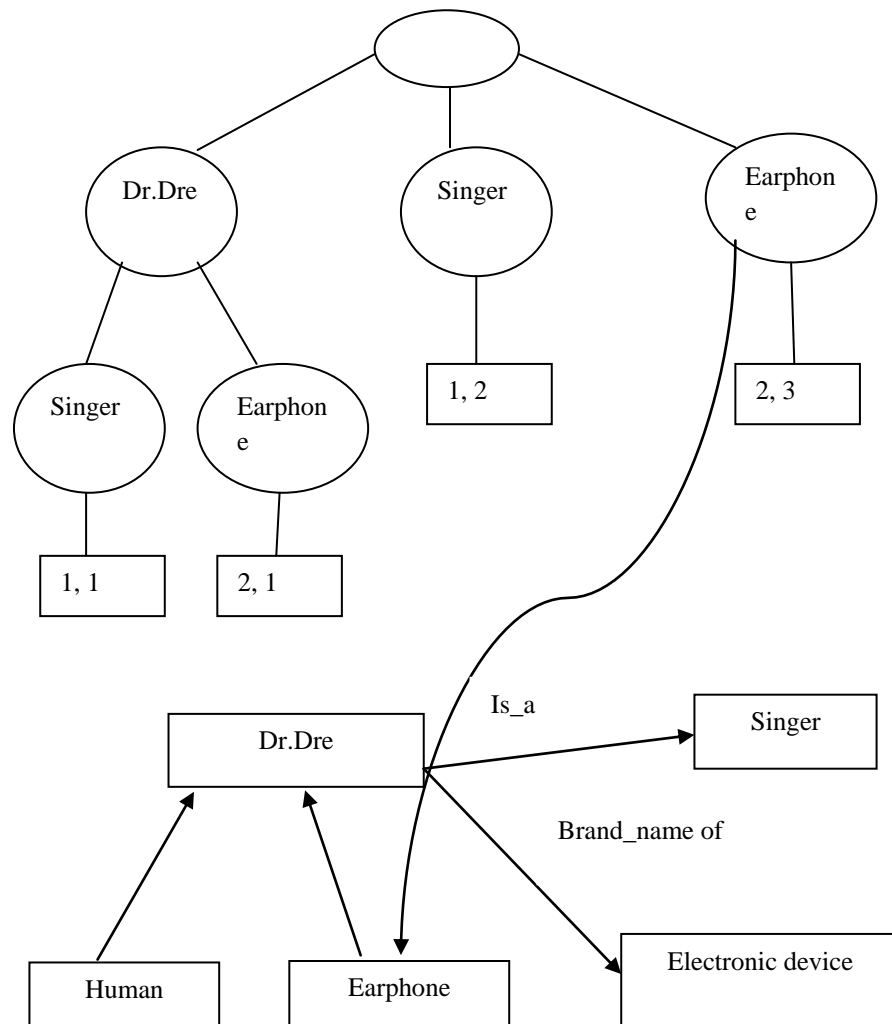 Dr.Dre
Singer
Earphon
e
Singer
Earphon
e
1, 2
2, 3
1, 1
2, 1
Is_a
Dr.Dre
Singer
Brand_name of
Human
Earphone
Electronic device